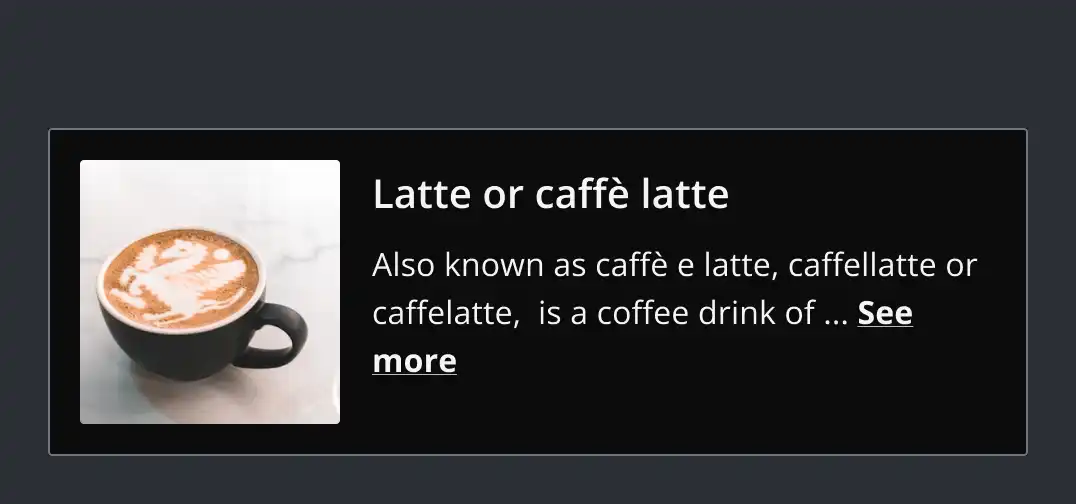 Latte or caffè latte
Also known as caffè e latte, caffellatte or
caffelatte,  is a coffee drink of ... See
more